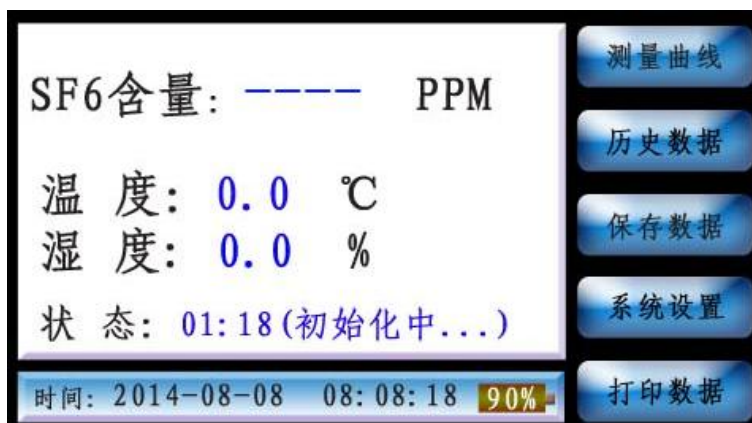 SF6含量: ---- PPM
温 度: 0.0 ℃
湿 度: 0.0 %
状 态: 01:18(初始化中...)
时间: 2014-08-08 08:08:18 90%
测量曲线
历史数据
保存数据
系统设置
打印数据